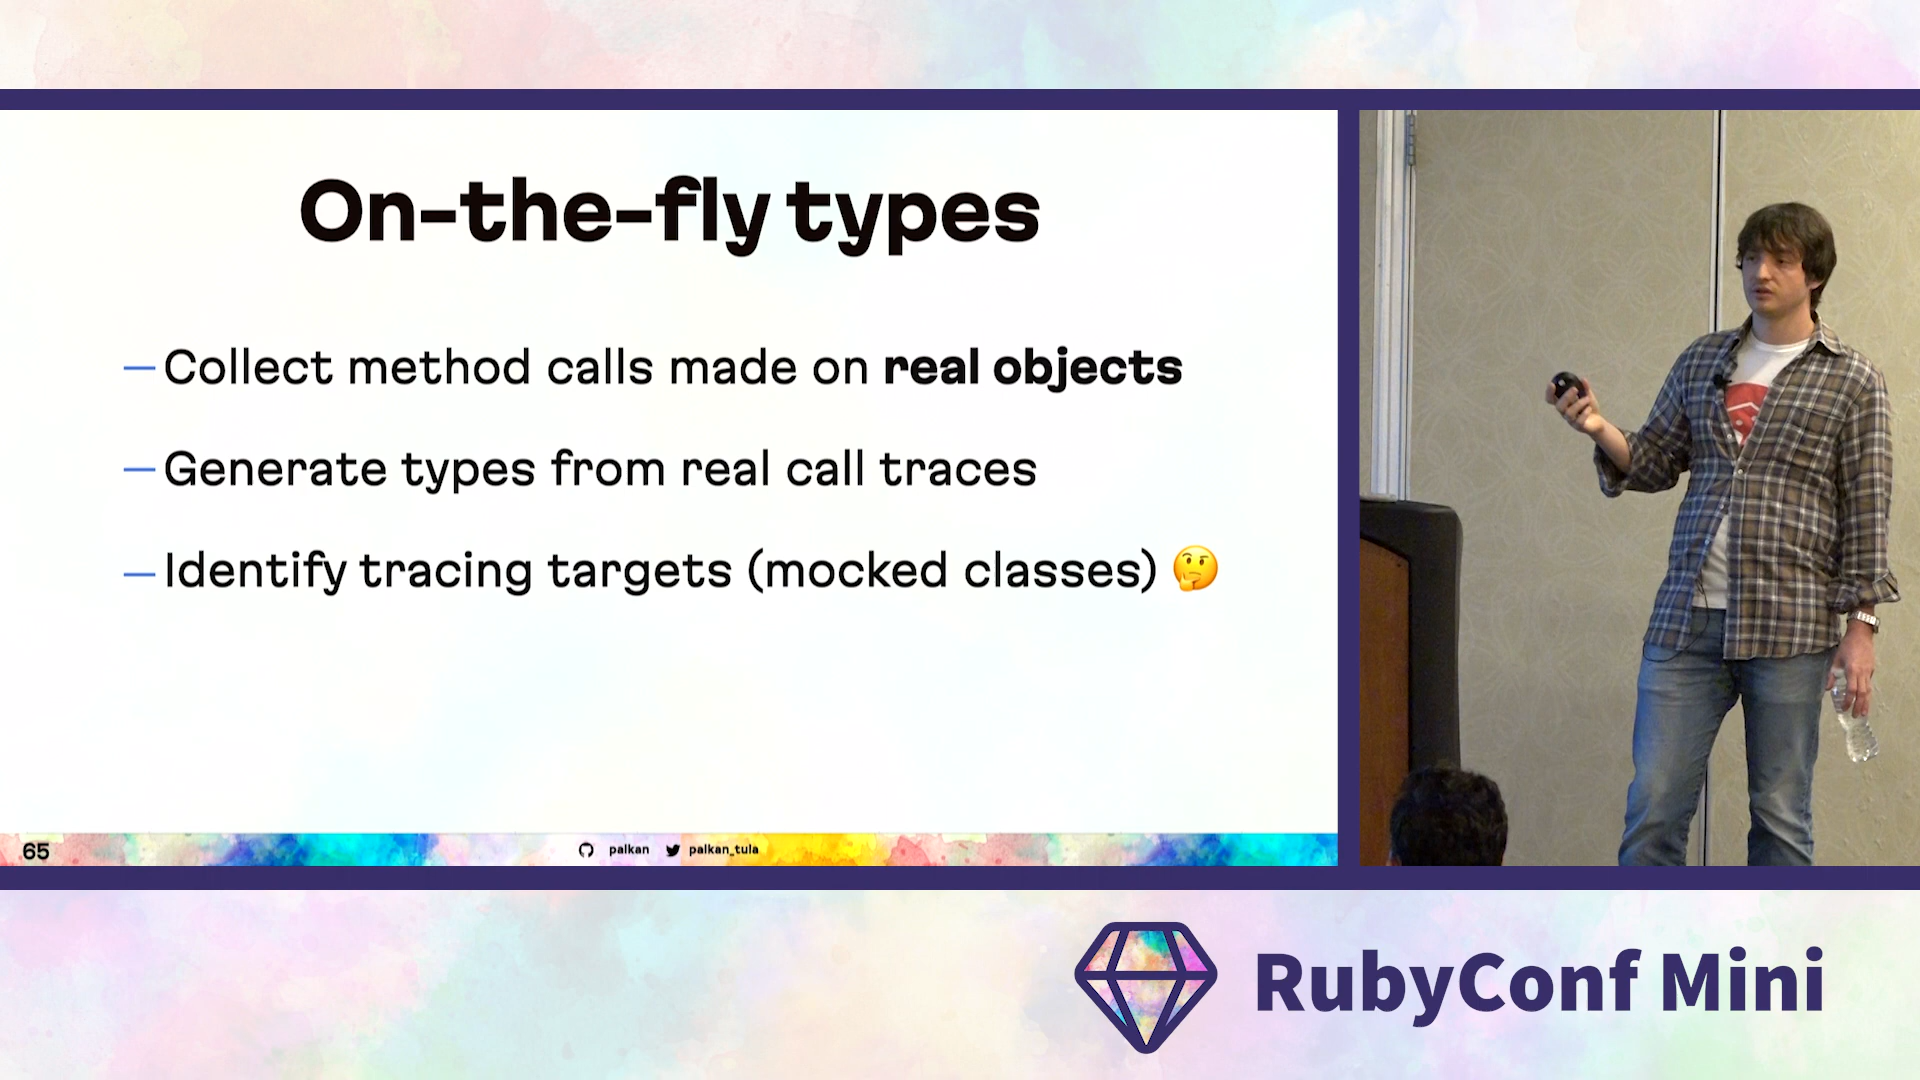 On-the-fly types
— Collect method calls made on real objects
— Generate types from real call traces
— Identify tracing targets (mocked classes) 🤔
65
palkan palkan_tula
RubyConf Mini